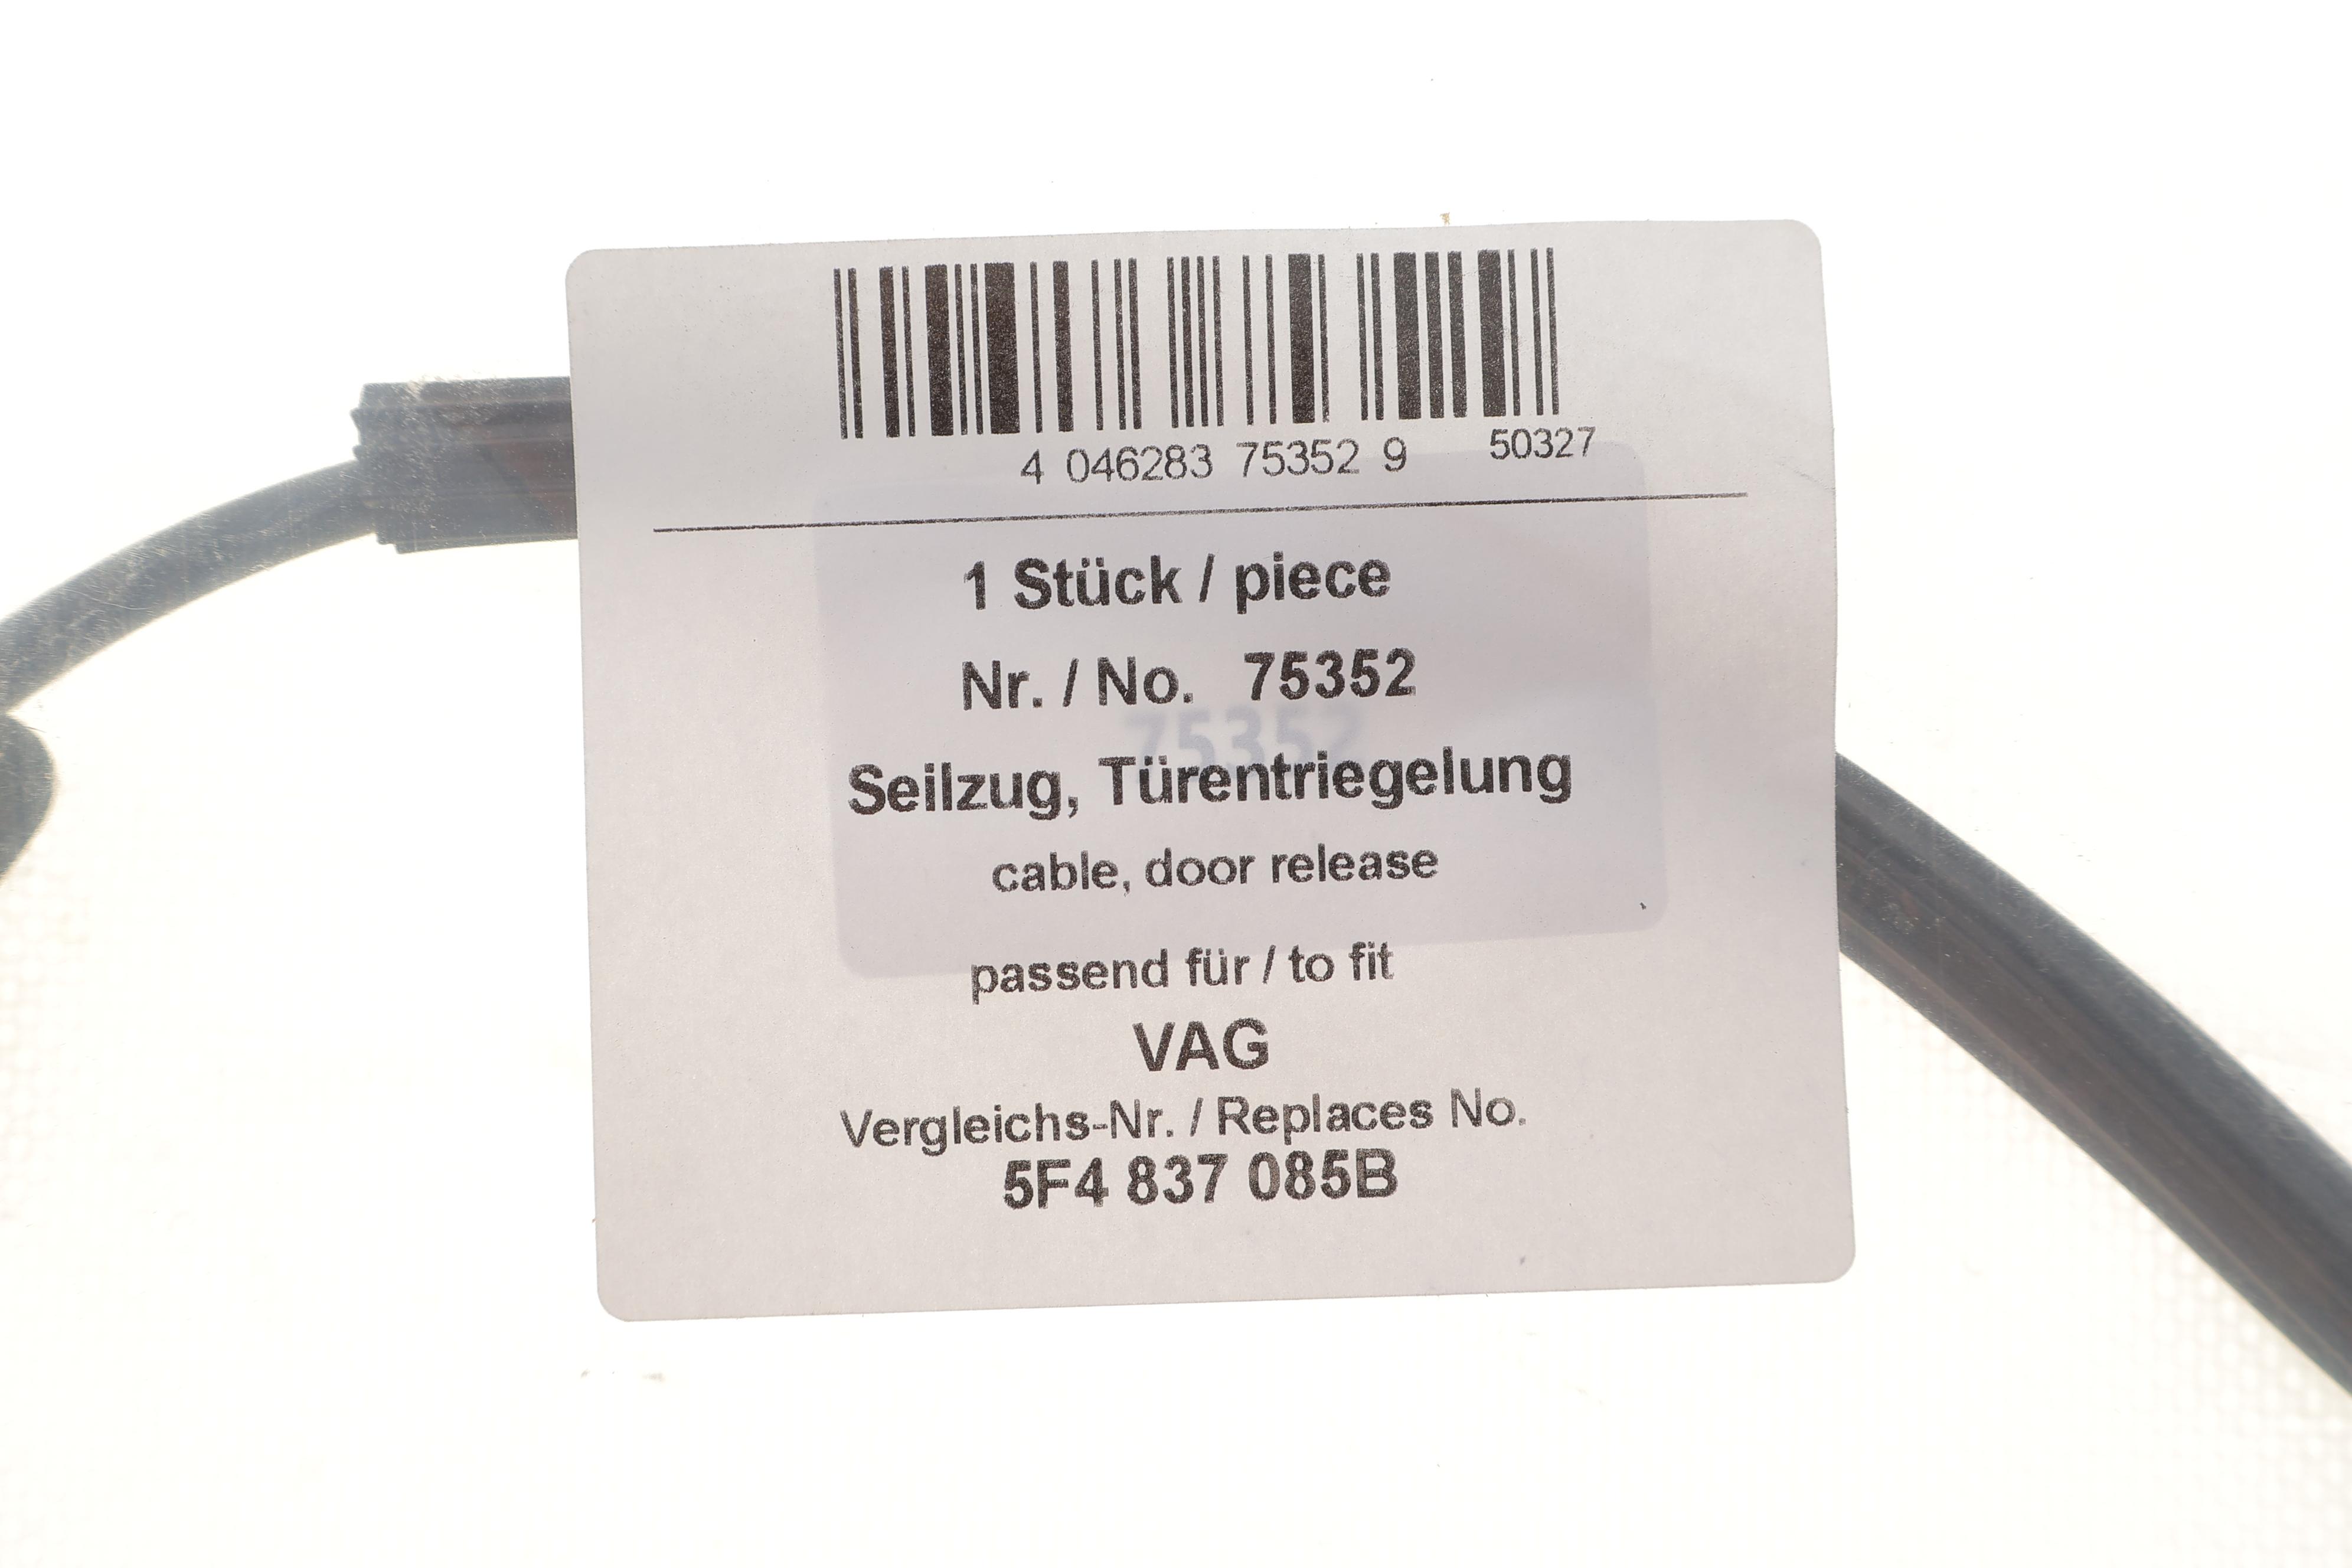 4 046283 75352 9 50327
1 Stück / piece
Nr. / No. 75352
75352
Seilzug, Türentriegelung
cable, door release
passend für / to fit
VAG
Vergleichs-Nr. / Replaces No.
5F4 837 085B